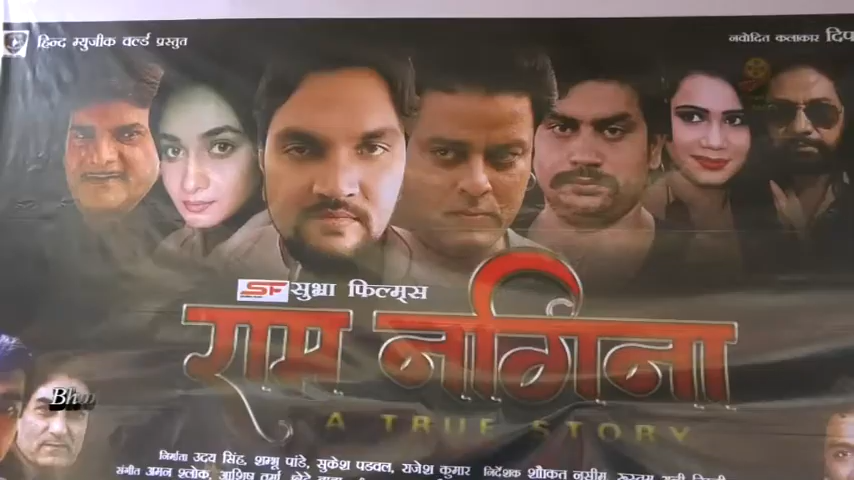 हिन्द म्युजीक वर्ल्ड प्रस्तुत
नवोदित कलाकार
SF सुभ्रा फिल्म्स
राम नगिना
A TRUE STORY
निर्माता उदय सिंह, शम्भू पांडे, सुकेश पडवल, राजेश कुमार निर्देशक शौकत नसीम,
संगीत अमन श्लोक, आशिष वर्मा,